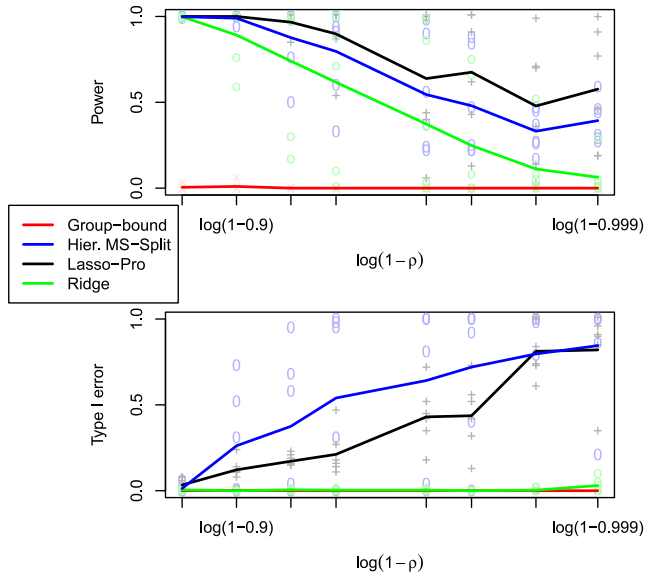 Power
1.0
0.5
0.0
log(1−0.9)
log(1−0.999)
log(1−ρ)
Group−bound
Hier. MS−Split
Lasso−Pro
Ridge
Type I error
1.0
0.5
0.0
log(1−0.9)
log(1−0.999)
log(1−ρ)